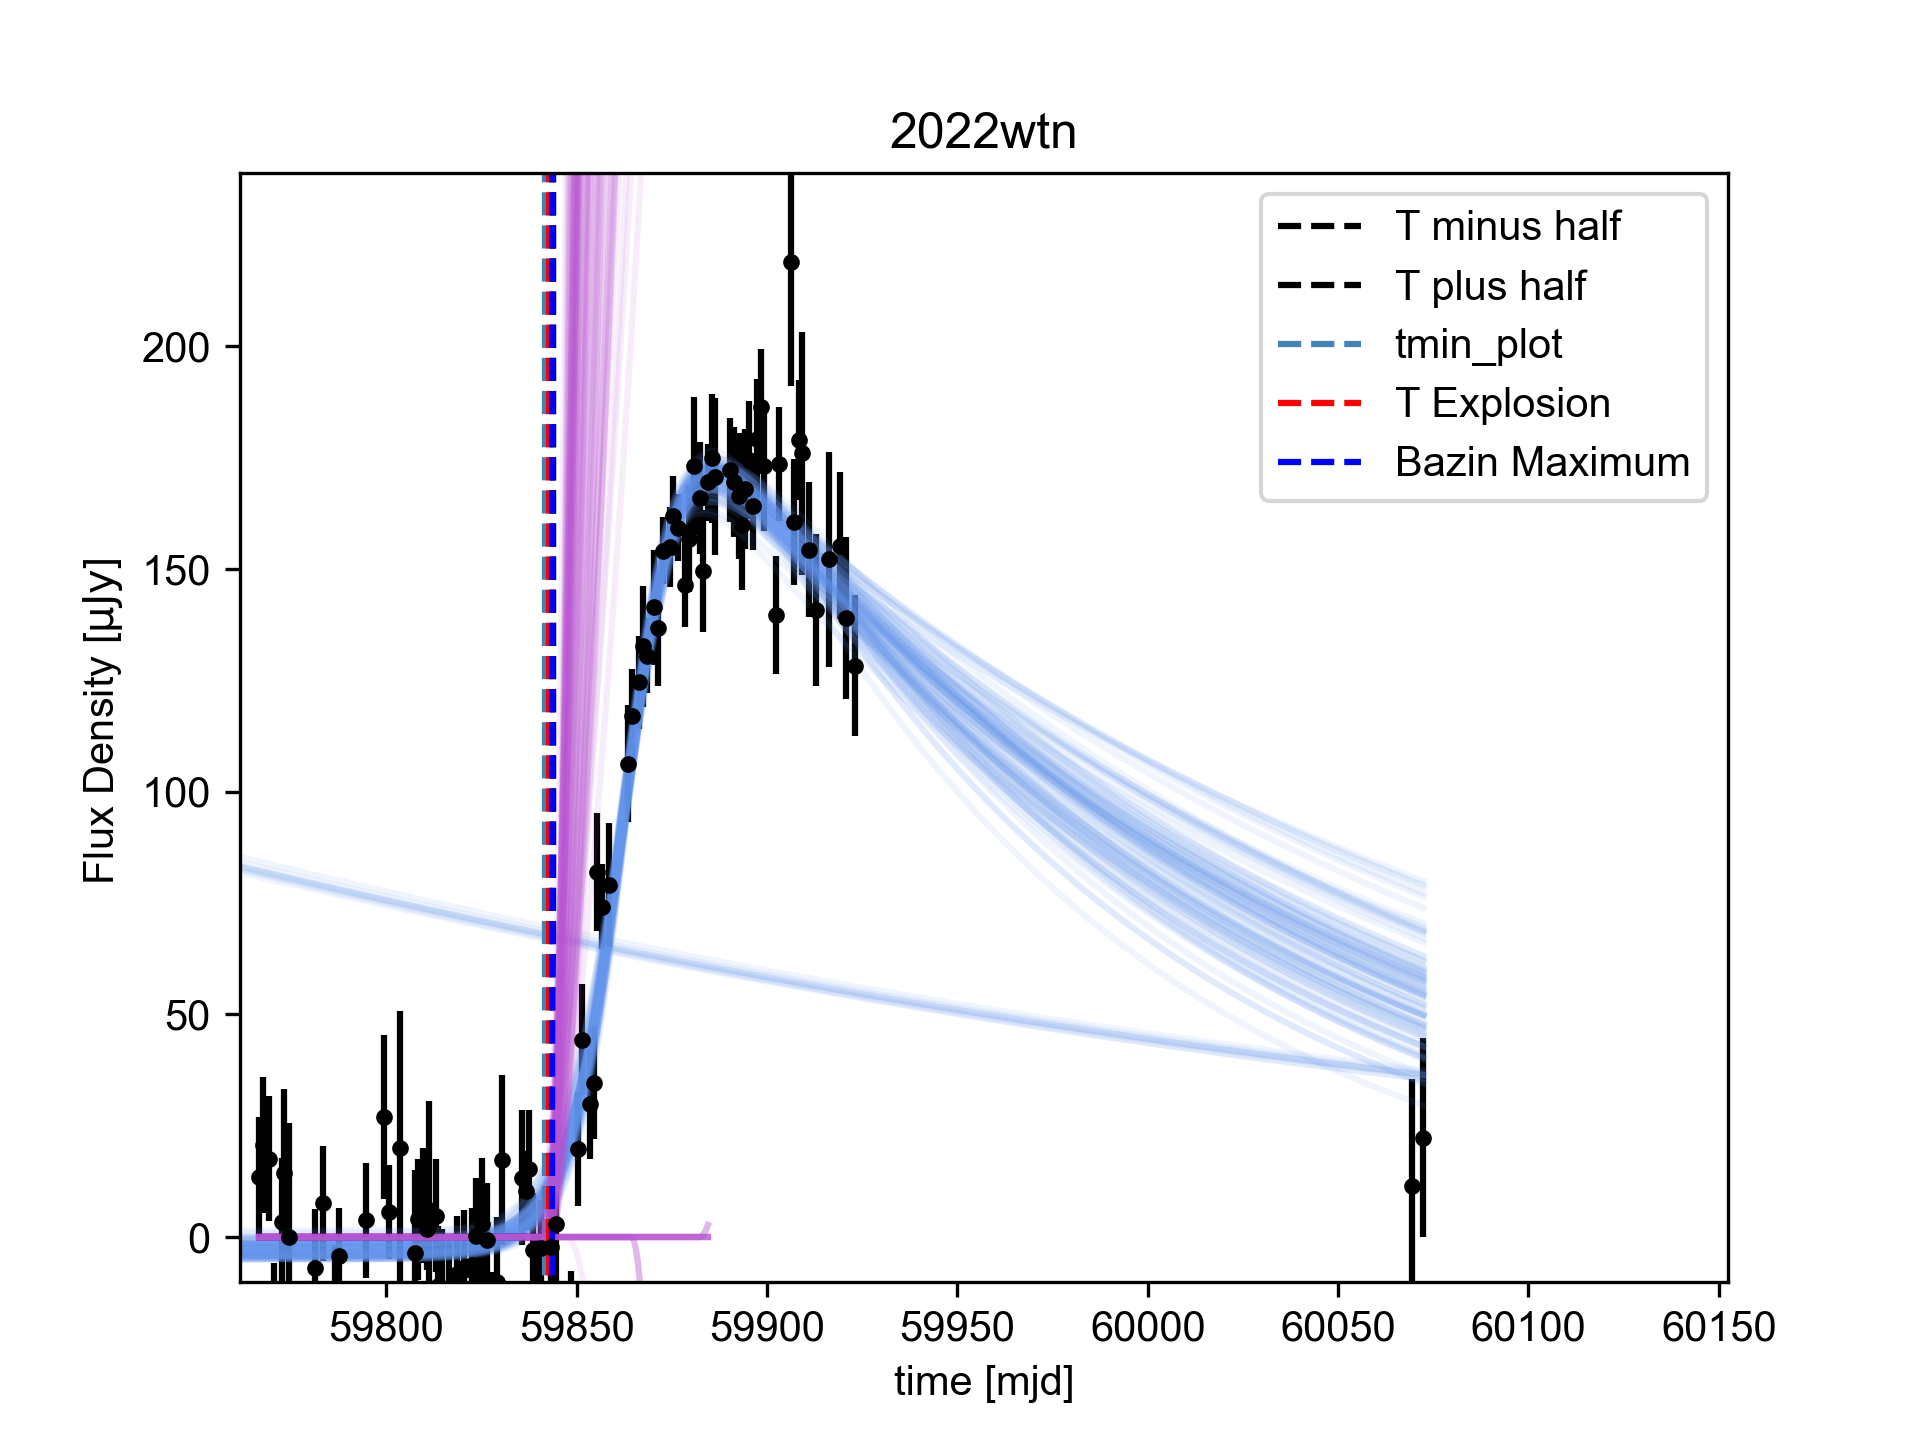 2022wtn
T minus half
T plus half
tmin_plot
T Explosion
Bazin Maximum
Flux Density [µJy]
200
150
100
50
0
59800 59850 59900 59950 60000 60050 60100 60150
time [mjd]